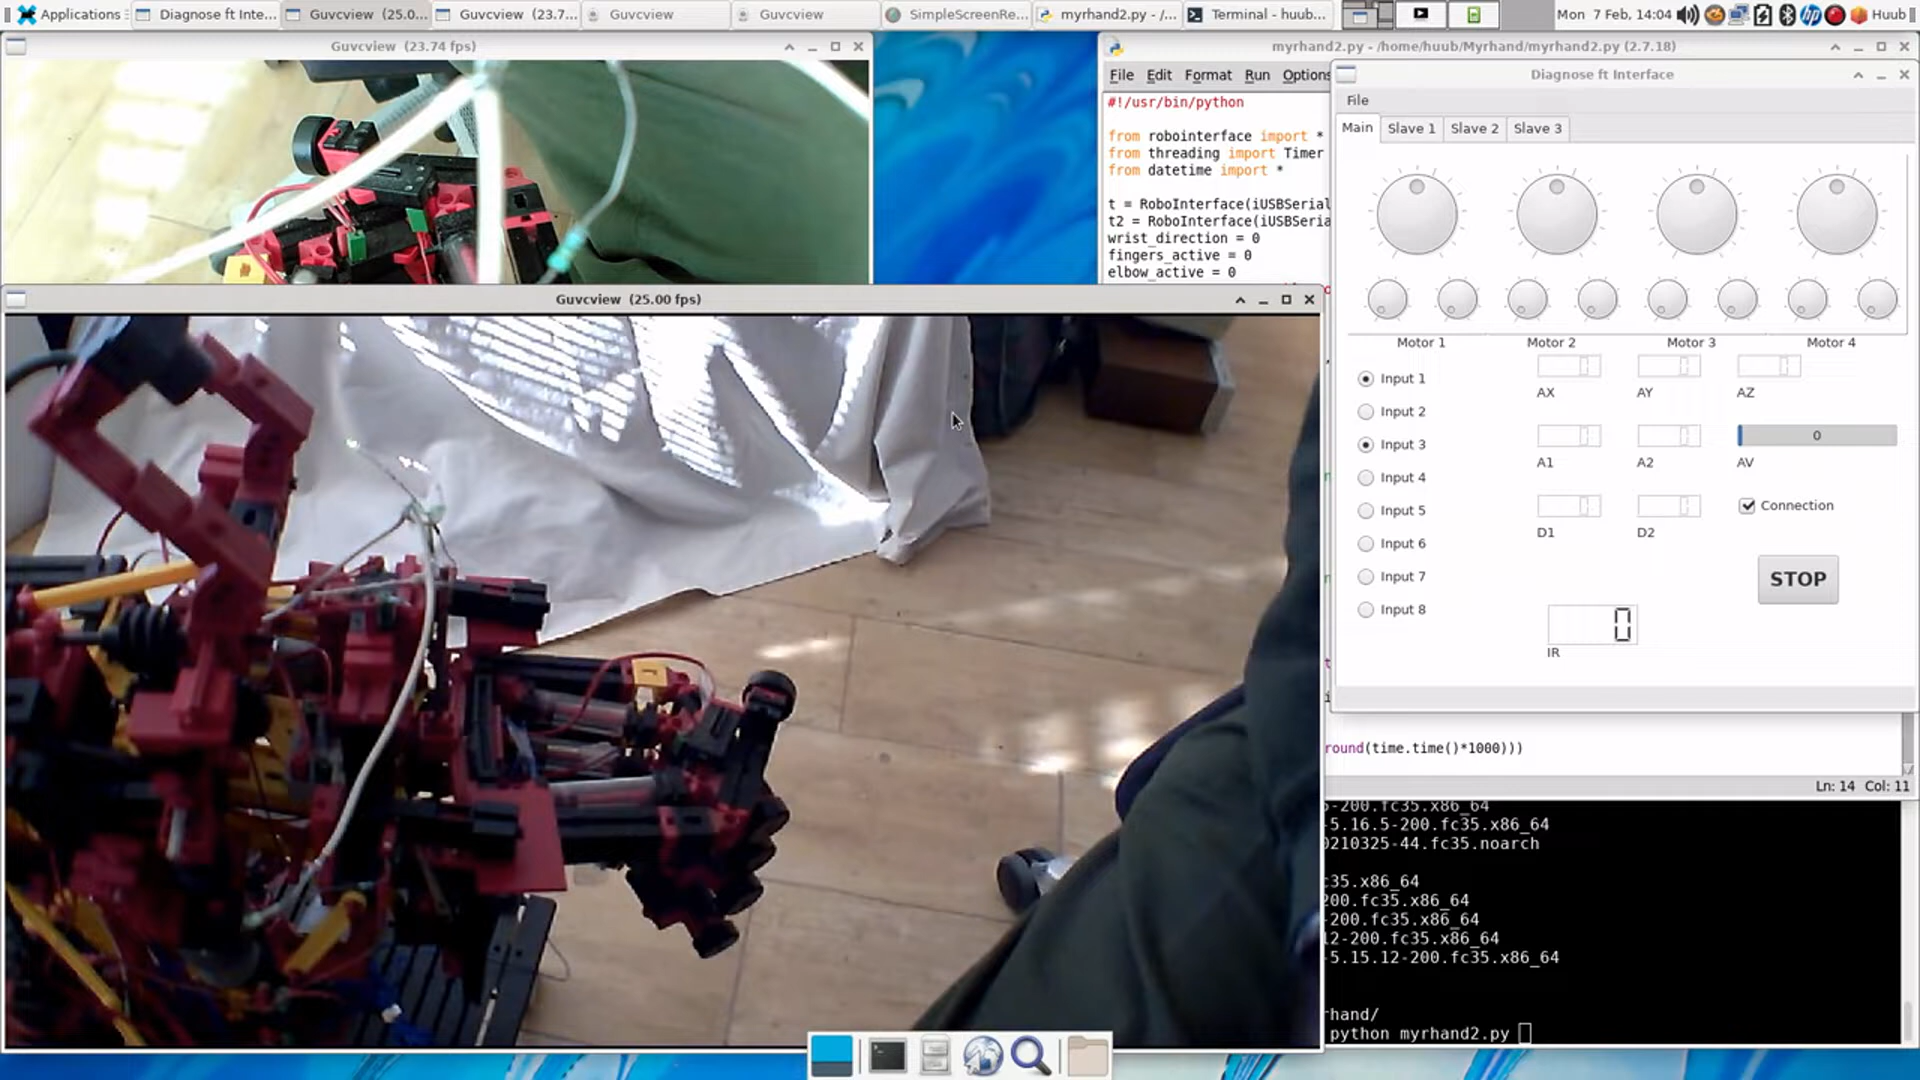 Applications
Diagnose ft Inte...
Guvcview (25.0...
Guvcview (23.7...
Guvcview
Guvcview
SimpleScreenRe...
myrhand2.py - /...
Terminal - huub...
Mon 7 Feb, 14:04
Huub
Guvcview (23.74 fps)
myrhand2.py - /home/huub/Myrhand/myrhand2.py (2.7.18)
File Edit Format Run Options
#!/usr/bin/python
from robointerface import *
from threading import Timer
from datetime import *
t = RoboInterface(iUSBSerial
t2 = RoboInterface(iUSBSeria
wrist_direction = 0
fingers_active = 0
elbow_active = 0
Guvcview (25.00 fps)
Diagnose ft Interface
File
Main Slave 1 Slave 2 Slave 3
Motor 1 Motor 2 Motor 3 Motor 4
Input 1
Input 2
Input 3
Input 4
Input 5
Input 6
Input 7
Input 8
AX AY AZ
0
A1 A2 AV
Connection
D1 D2
STOP
0
IR
round(time.time()*1000)))
Ln: 14 Col: 11
-200.fc35.x86_64
-5.16.5-200.fc35.x86_64
0210325-44.fc35.noarch
c35.x86_64
200.fc35.x86_64
-200.fc35.x86_64
12-200.fc35.x86_64
-5.15.12-200.fc35.x86_64
rhand/
python myrhand2.py